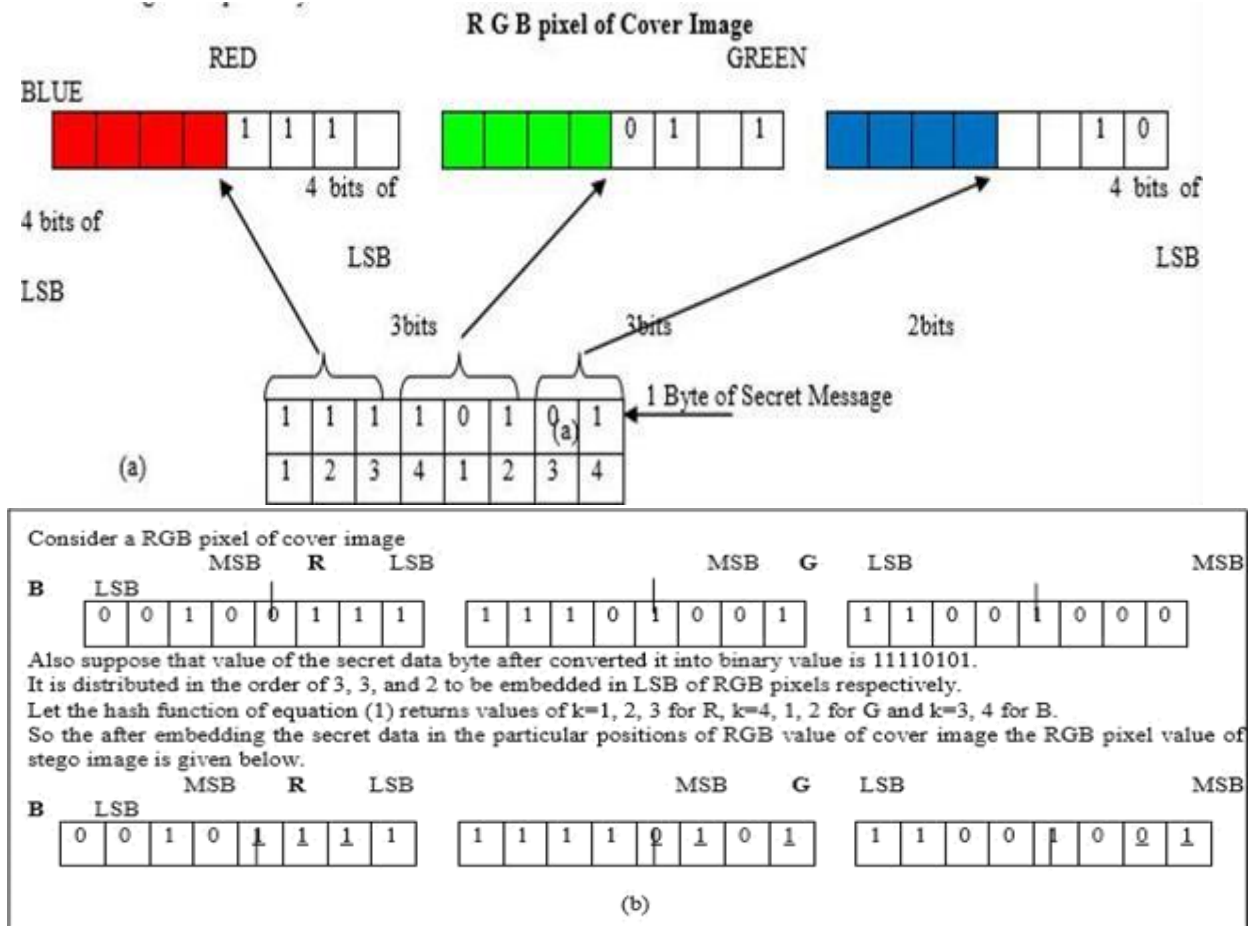 R G B pixel of Cover Image
RED GREEN
BLUE
1 1 1 0 1 1 1 0
4 bits of 4 bits of
4 bits of
LSB LSB
LSB
3bits 3bits 2bits
1 Byte of Secret Message
1 1 1 1 0 1 0 1
(a)
(a)
1 2 3 4 1 2 3 4
Consider a RGB pixel of cover image
MSB R LSB MSB G LSB MSB
B LSB
0 0 1 0 0 1 1 1 1 1 1 0 1 0 0 1 1 1 0 0 1 0 0 0
Also suppose that value of the secret data byte after converted it into binary value is 11110101.
It is distributed in the order of 3, 3, and 2 to be embedded in LSB of RGB pixels respectively.
Let the hash function of equation (1) returns values of k=1, 2, 3 for R, k=4, 1, 2 for G and k=3, 4 for B.
So the after embedding the secret data in the particular positions of RGB value of cover image the RGB pixel value of
stego image is given below.
MSB R LSB MSB G LSB MSB
B LSB
0 0 1 0 1 1 1 1 1 1 1 1 0 1 0 1 1 1 0 0 1 0 0 1
(b)